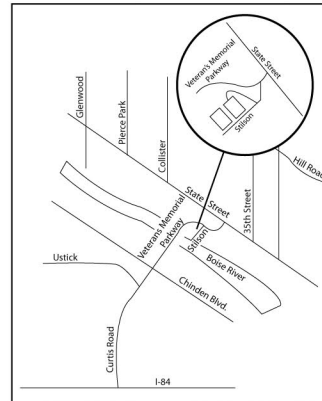 Veteran's Memorial
Parkway
State Street
Stilson
Glenwood
Pierce Park
Collister
State Street
35th Street
Hill Road
Veterans Memorial
Parkway
Stilson
Boise River
Ustick
Chinden Blvd.
Curtis Road
I-84